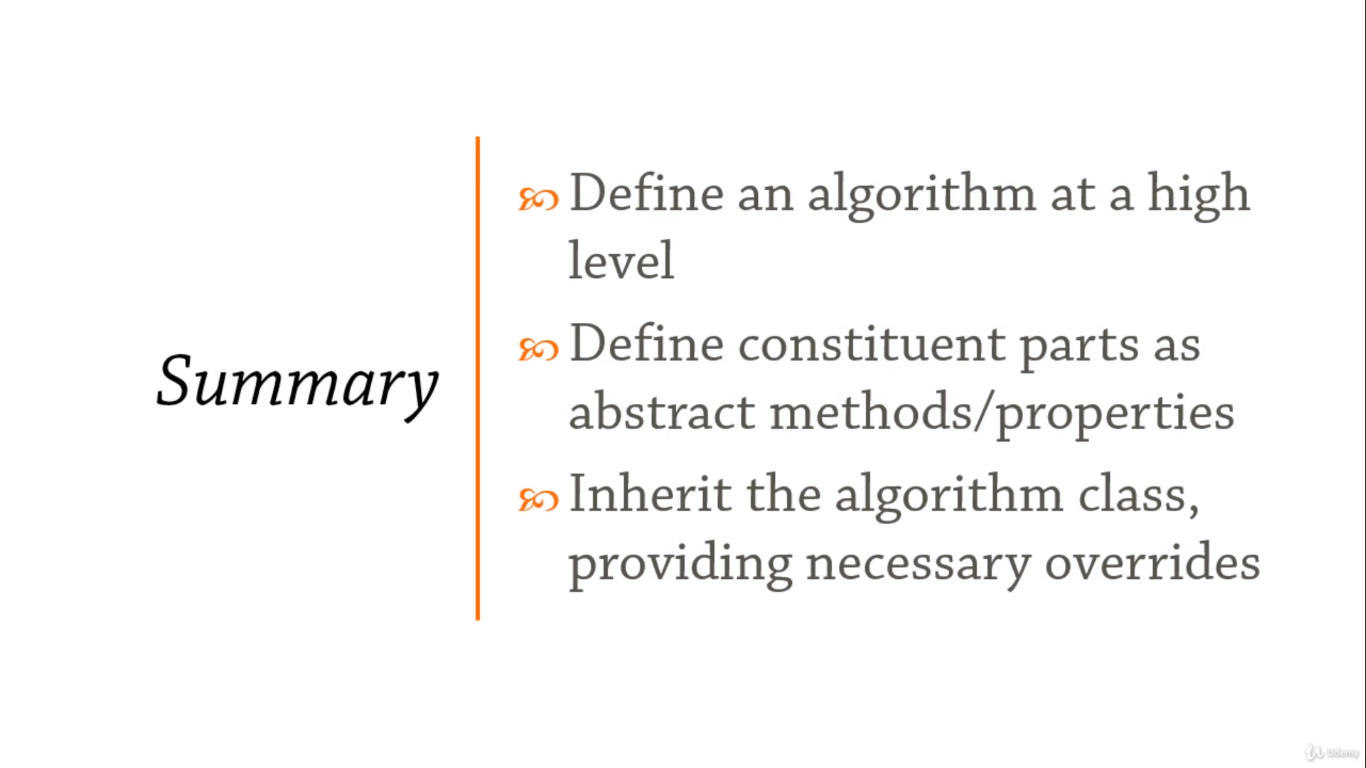 Summary
Define an algorithm at a high
level
Define constituent parts as
abstract methods/properties
Inherit the algorithm class,
providing necessary overrides
Udemy